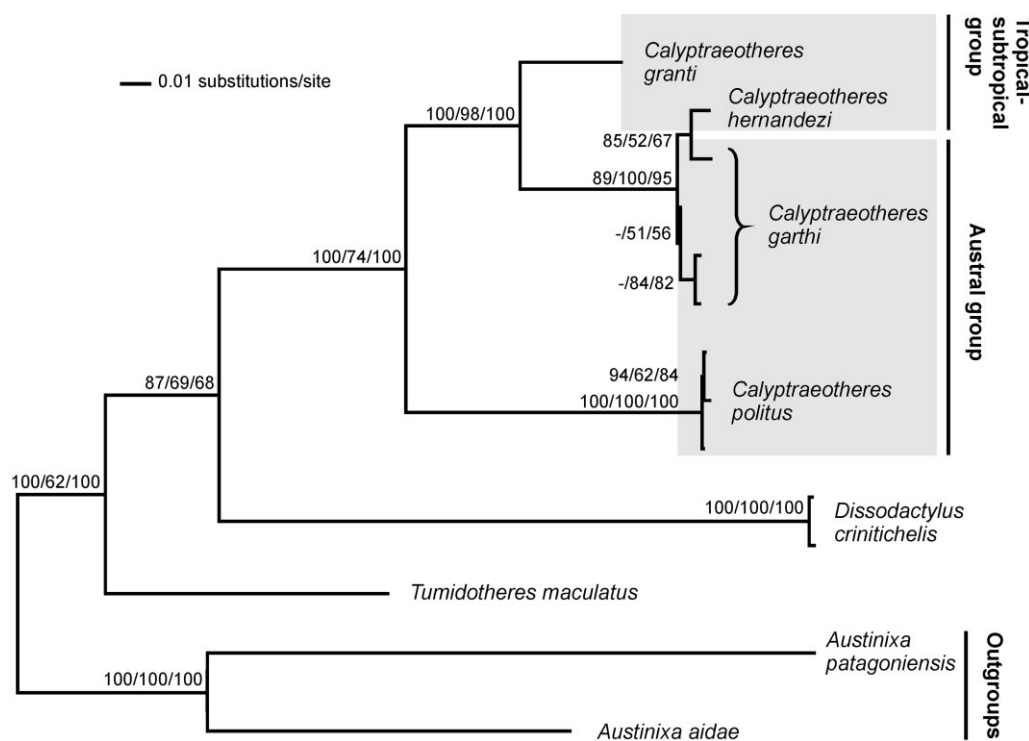 Tropical-
subtropical
group
Calyptraeotheres
granti
0.01 substitutions/site
Calyptraeotheres
hernandezi
100/98/100
85/52/67
89/100/95
Calyptraeotheres
garthi
-/51/56
100/74/100
-/84/82
Austral group
94/62/84
87/69/68
Calyptraeotheres
politus
100/100/100
100/62/100
100/100/100
Dissodactylus
crinitichelis
Tumidotheres maculatus
Austinixa
patagoniensis
100/100/100
Outgroups
Austinixa aidae